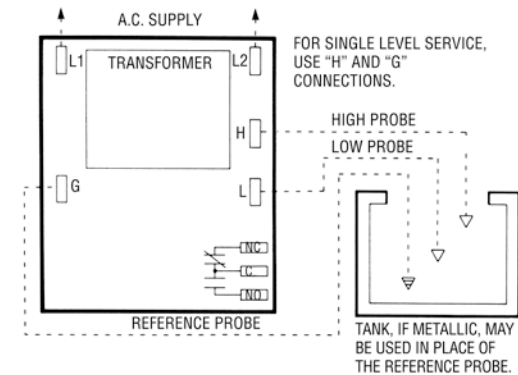 A.C. SUPPLY
L1
TRANSFORMER
L2
FOR SINGLE LEVEL SERVICE,
USE "H" AND "G"
CONNECTIONS.
H
HIGH PROBE
LOW PROBE
G
L
NC
C.
NO
REFERENCE PROBE
TANK, IF METALLIC, MAY
BE USED IN PLACE OF
THE REFERENCE PROBE.